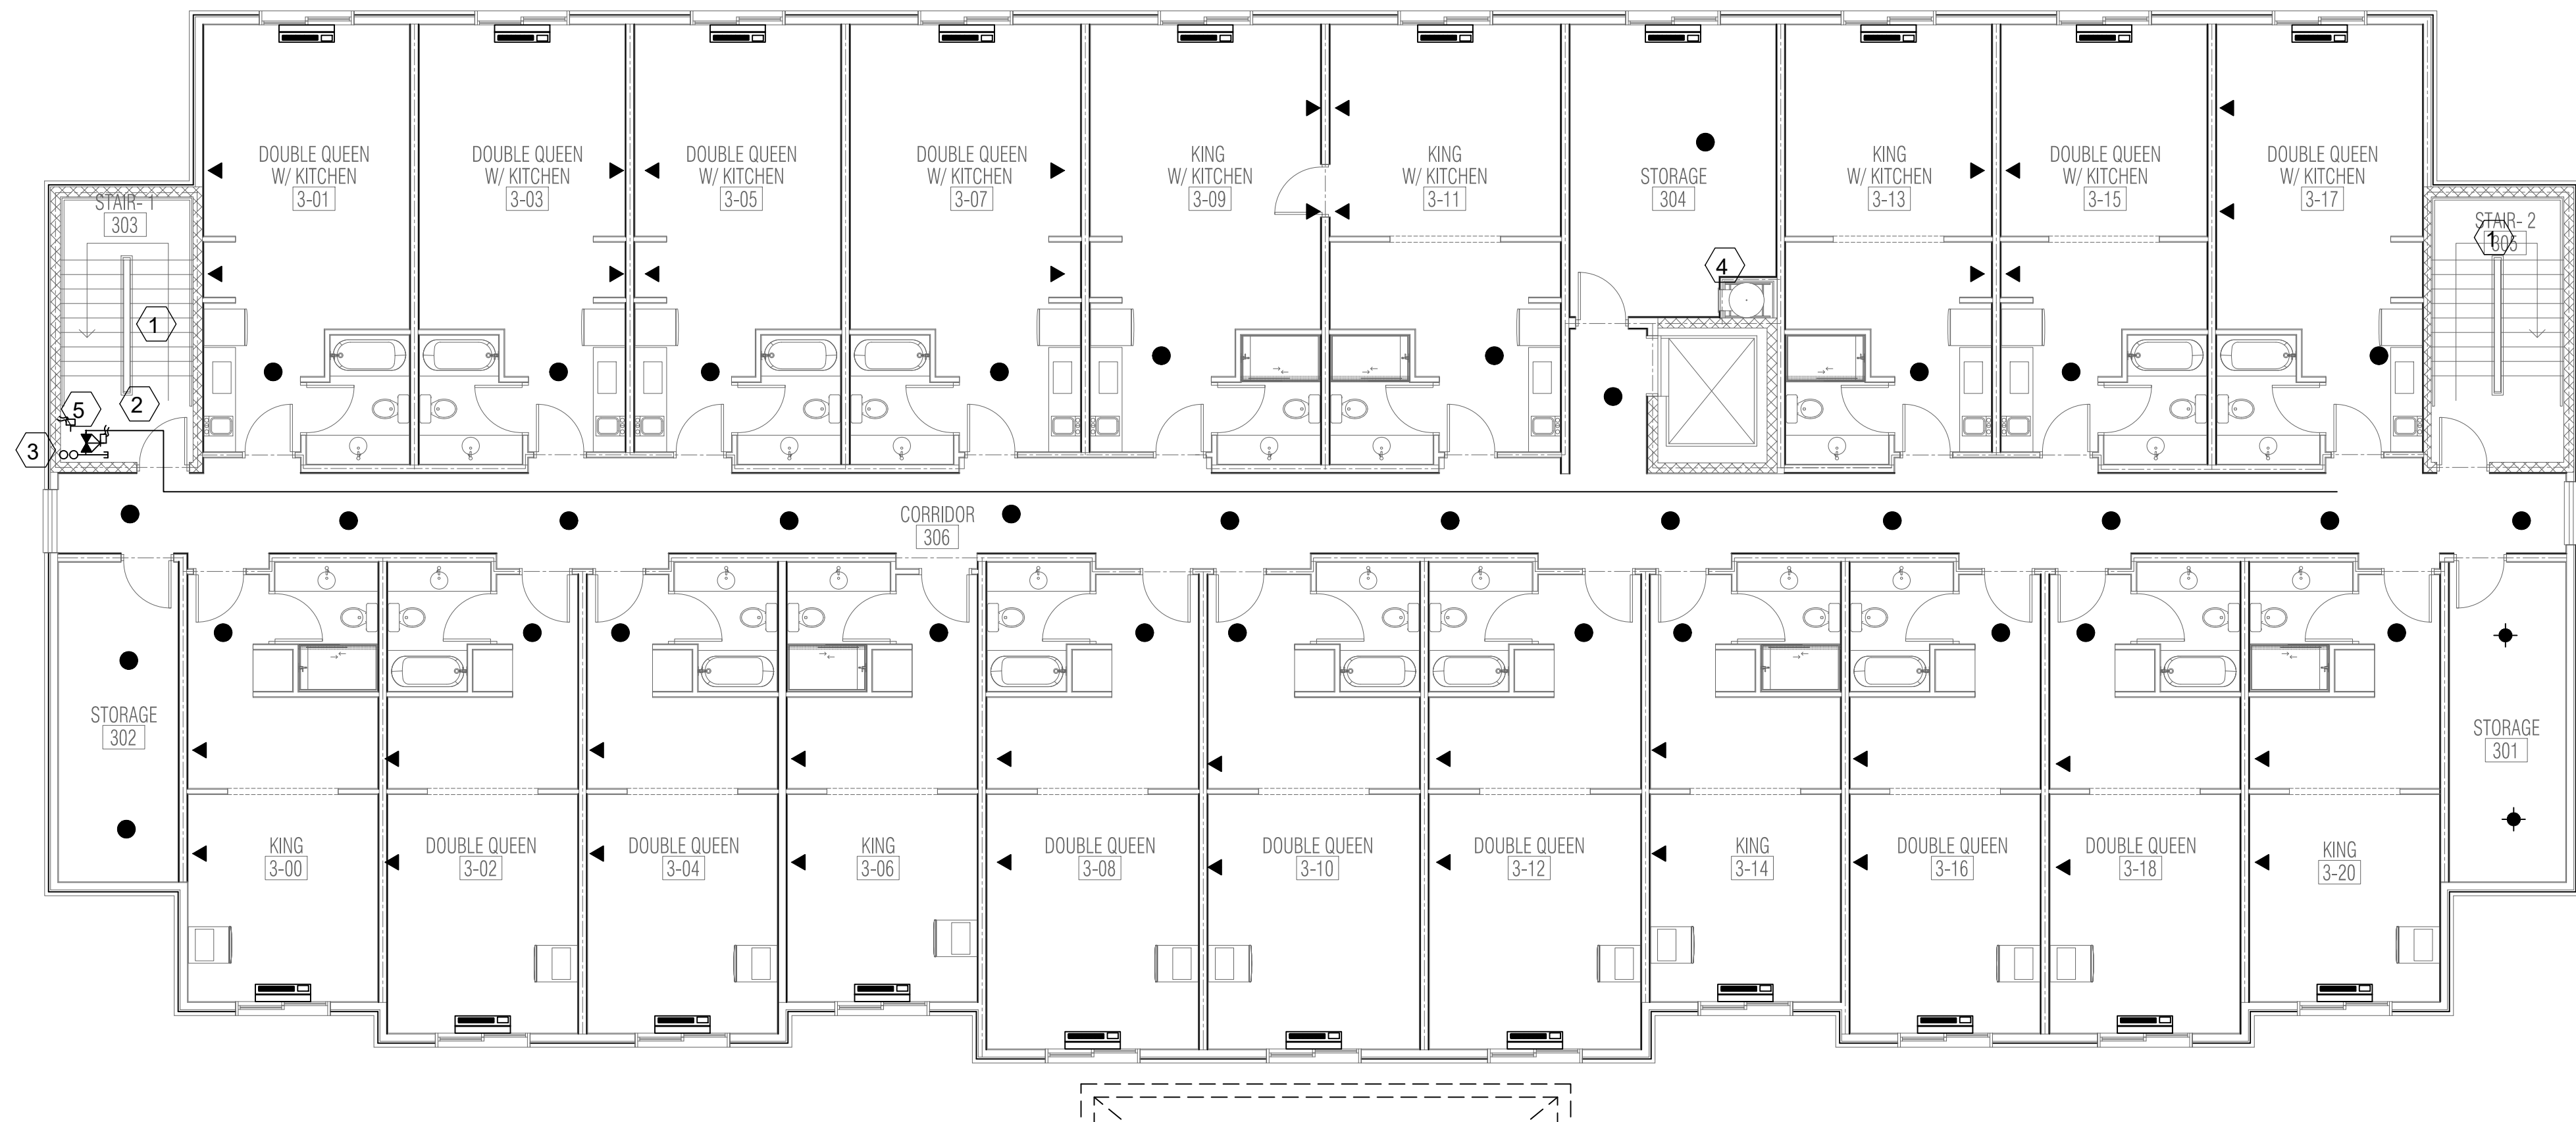 DOUBLE QUEEN
W/ KITCHEN
3-01
DOUBLE QUEEN
W/ KITCHEN
3-03
DOUBLE QUEEN
W/ KITCHEN
3-05
DOUBLE QUEEN
W/ KITCHEN
3-07
KING
W/ KITCHEN
3-09
KING
W/ KITCHEN
3-11
STORAGE
304
KING
W/ KITCHEN
3-13
DOUBLE QUEEN
W/ KITCHEN
3-15
DOUBLE QUEEN
W/ KITCHEN
3-17
STAIR- 1
303
STAIR- 2
305
1
4
1
2
5
3
CORRIDOR
306
STORAGE
302
STORAGE
301
KING
3-00
DOUBLE QUEEN
3-02
DOUBLE QUEEN
3-04
KING
3-06
DOUBLE QUEEN
3-08
DOUBLE QUEEN
3-10
DOUBLE QUEEN
3-12
KING
3-14
DOUBLE QUEEN
3-16
DOUBLE QUEEN
3-18
KING
3-20